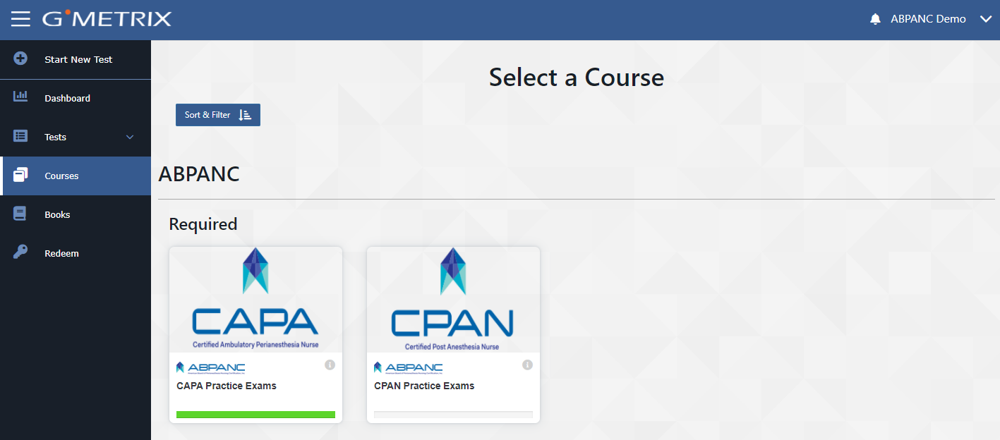 GMETRIX
ABPANC Demo
Start New Test
Dashboard
Tests
Courses
Books
Redeem
Select a Course
Sort & Filter
ABPANC
Required
CAPA
Certified Ambulatory Perianesthesia Nurse
ABPANC
CAPA Practice Exams
CPAN
Certified Post Anesthesia Nurse
ABPANC
CPAN Practice Exams